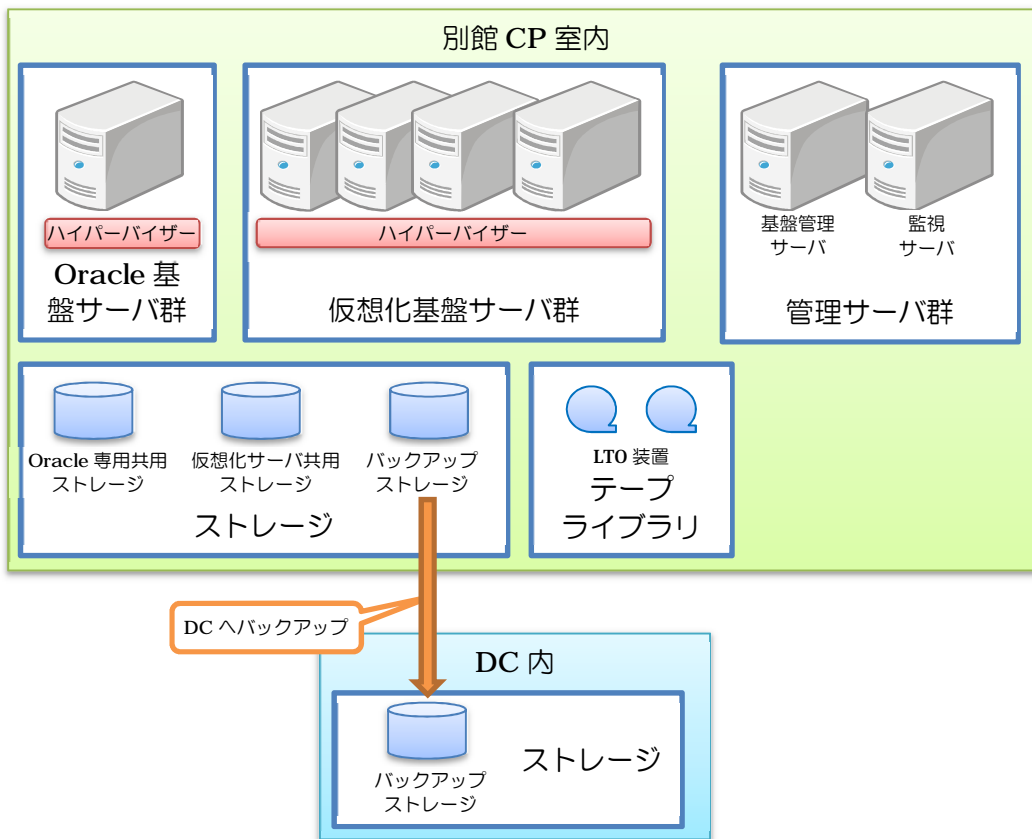 別館 CP 室内
ハイパーバイザー
Oracle 基
盤サーバ群
ハイパーバイザー
仮想化基盤サーバ群
基盤管理
サーバ
監視
サーバ
管理サーバ群
Oracle 専用共用
ストレージ
仮想化サーバ共用
ストレージ
バックアップ
ストレージ
ストレージ
LTO 装置
テープ
ライブラリ
DC へバックアップ
DC 内
バックアップ
ストレージ
ストレージ